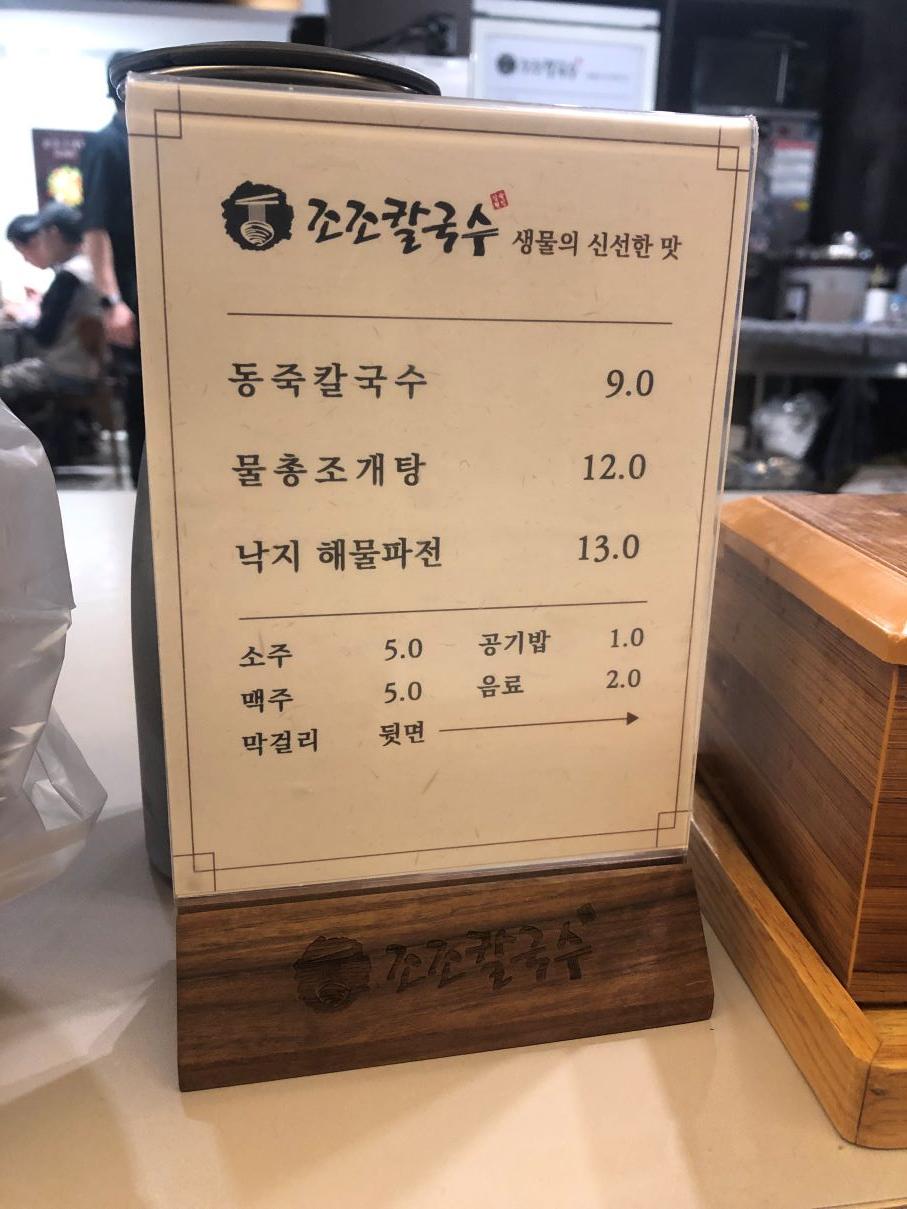 조조칼국수 생물의 신선한 맛
동죽칼국수 9.0
물총조개탕 12.0
낙지 해물파전 13.0
소주 5.0 공기밥 1.0
맥주 5.0 음료 2.0
막걸리 뒷면
조조칼국수